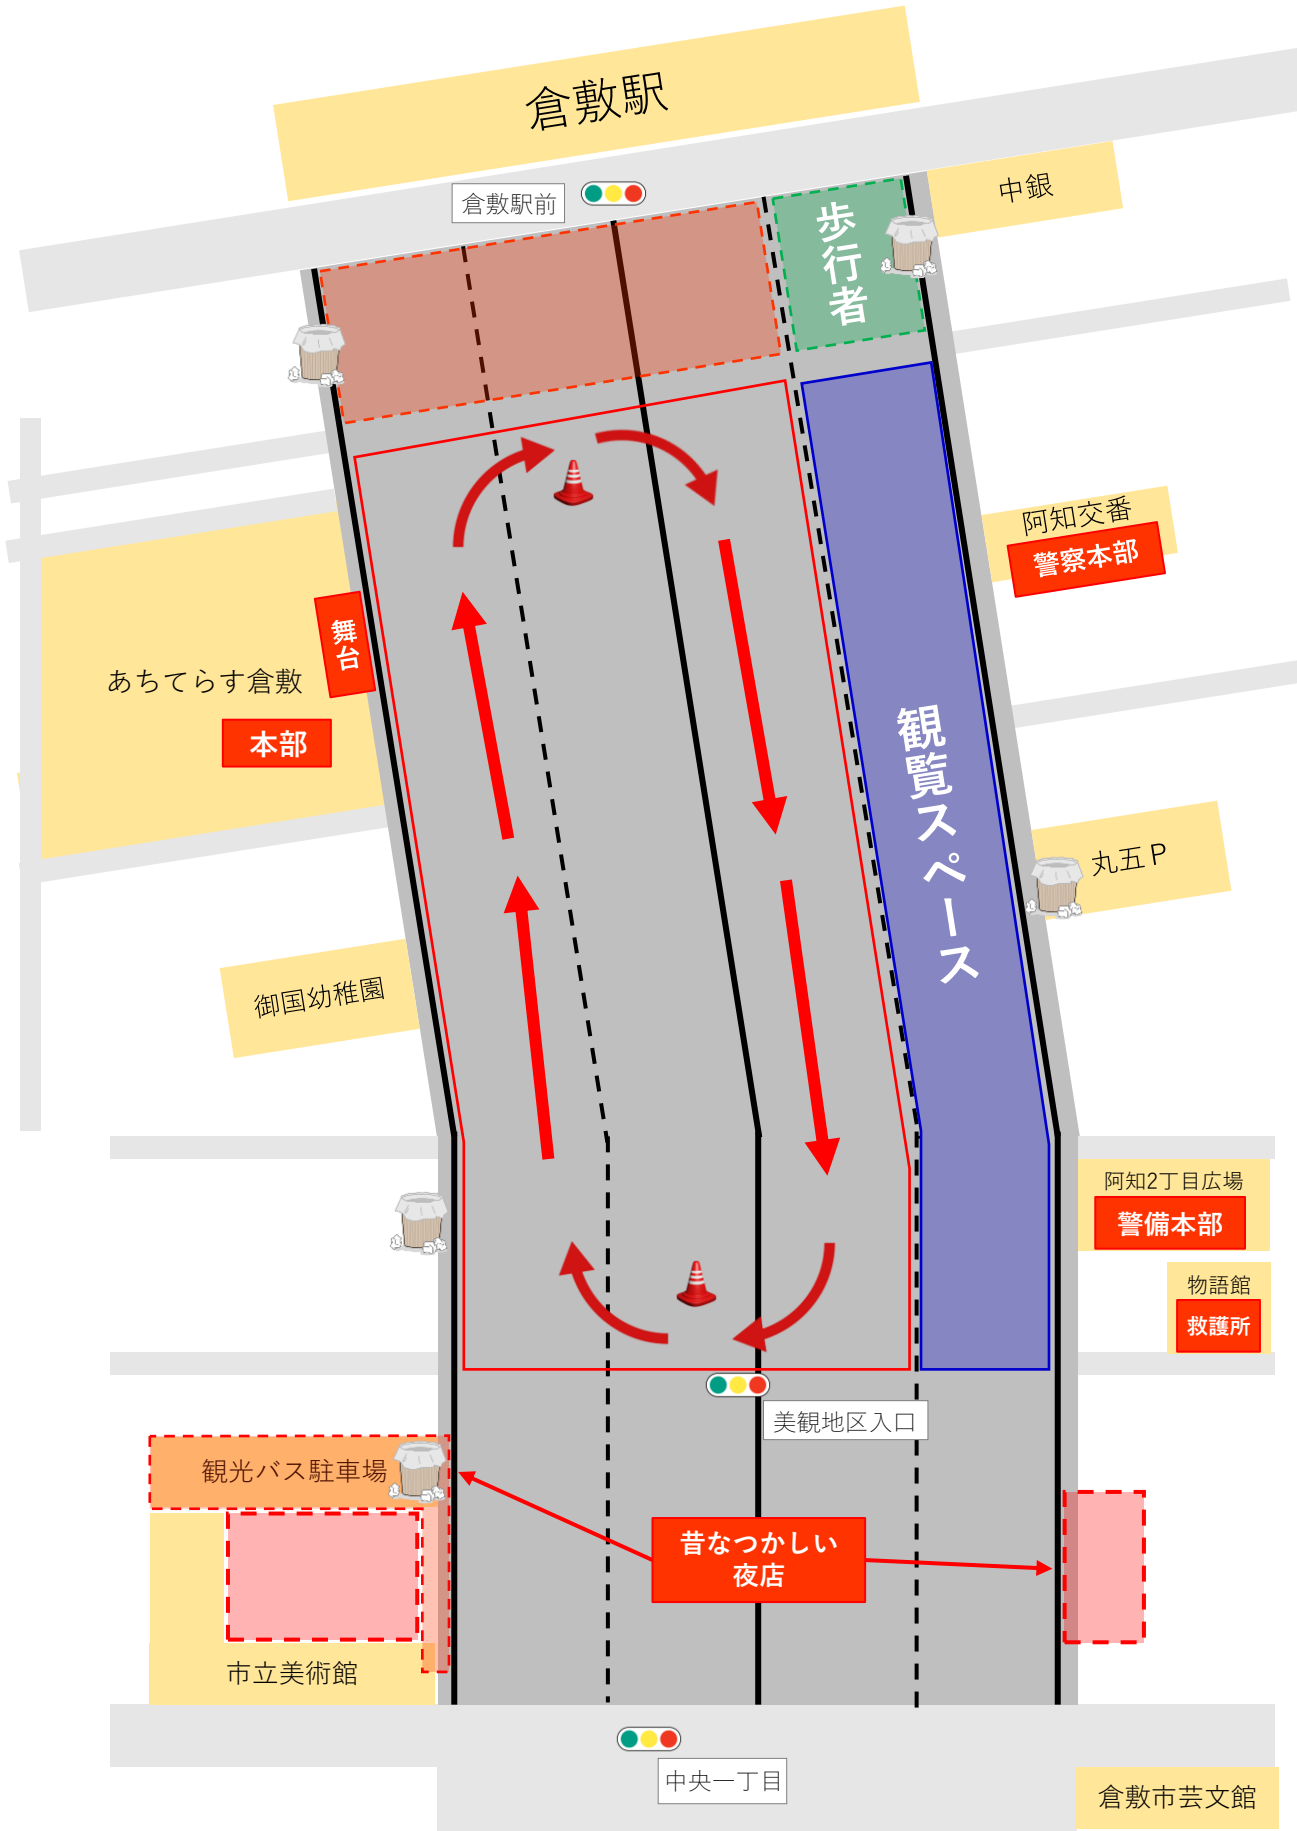 倉敷駅
倉敷駅前
中銀
歩行者
阿知交番
警察本部
舞台
あちてらす倉敷
本部
観覧スペース
丸五P
御国幼稚園
阿知2丁目広場
警備本部
物語館
救護所
美観地区入口
観光バス駐車場
昔なつかしい
夜店
市立美術館
中央一丁目
倉敷市芸文館